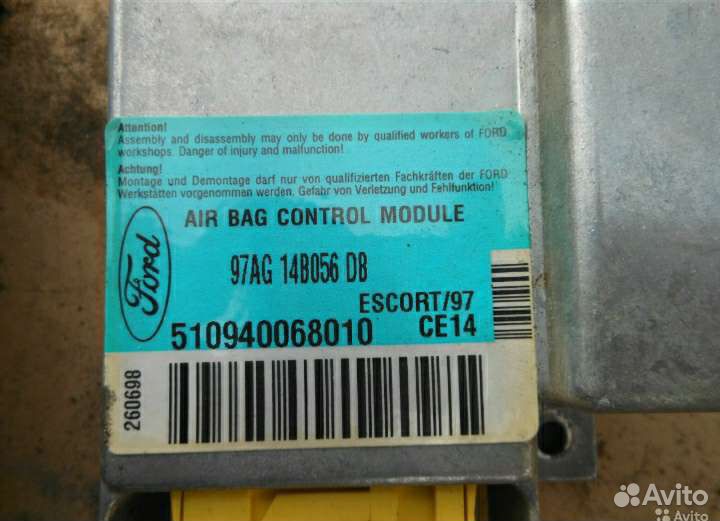 Attention!
Assembly and disassembly may only be done by qualified workers of FORD
workshops. Danger of injury and malfunction!
Achtung!
Montage und Demontage darf nur von qualifizierten Fachkräften der FORD
Werkstätten vorgenommen werden. Gefahr von Verletzung und Fehlfunktion!
AIR BAG CONTROL MODULE
Ford
97AG 14B056 DB
ESCORT/97
510940068010 CE14
260698
Avito
Avito